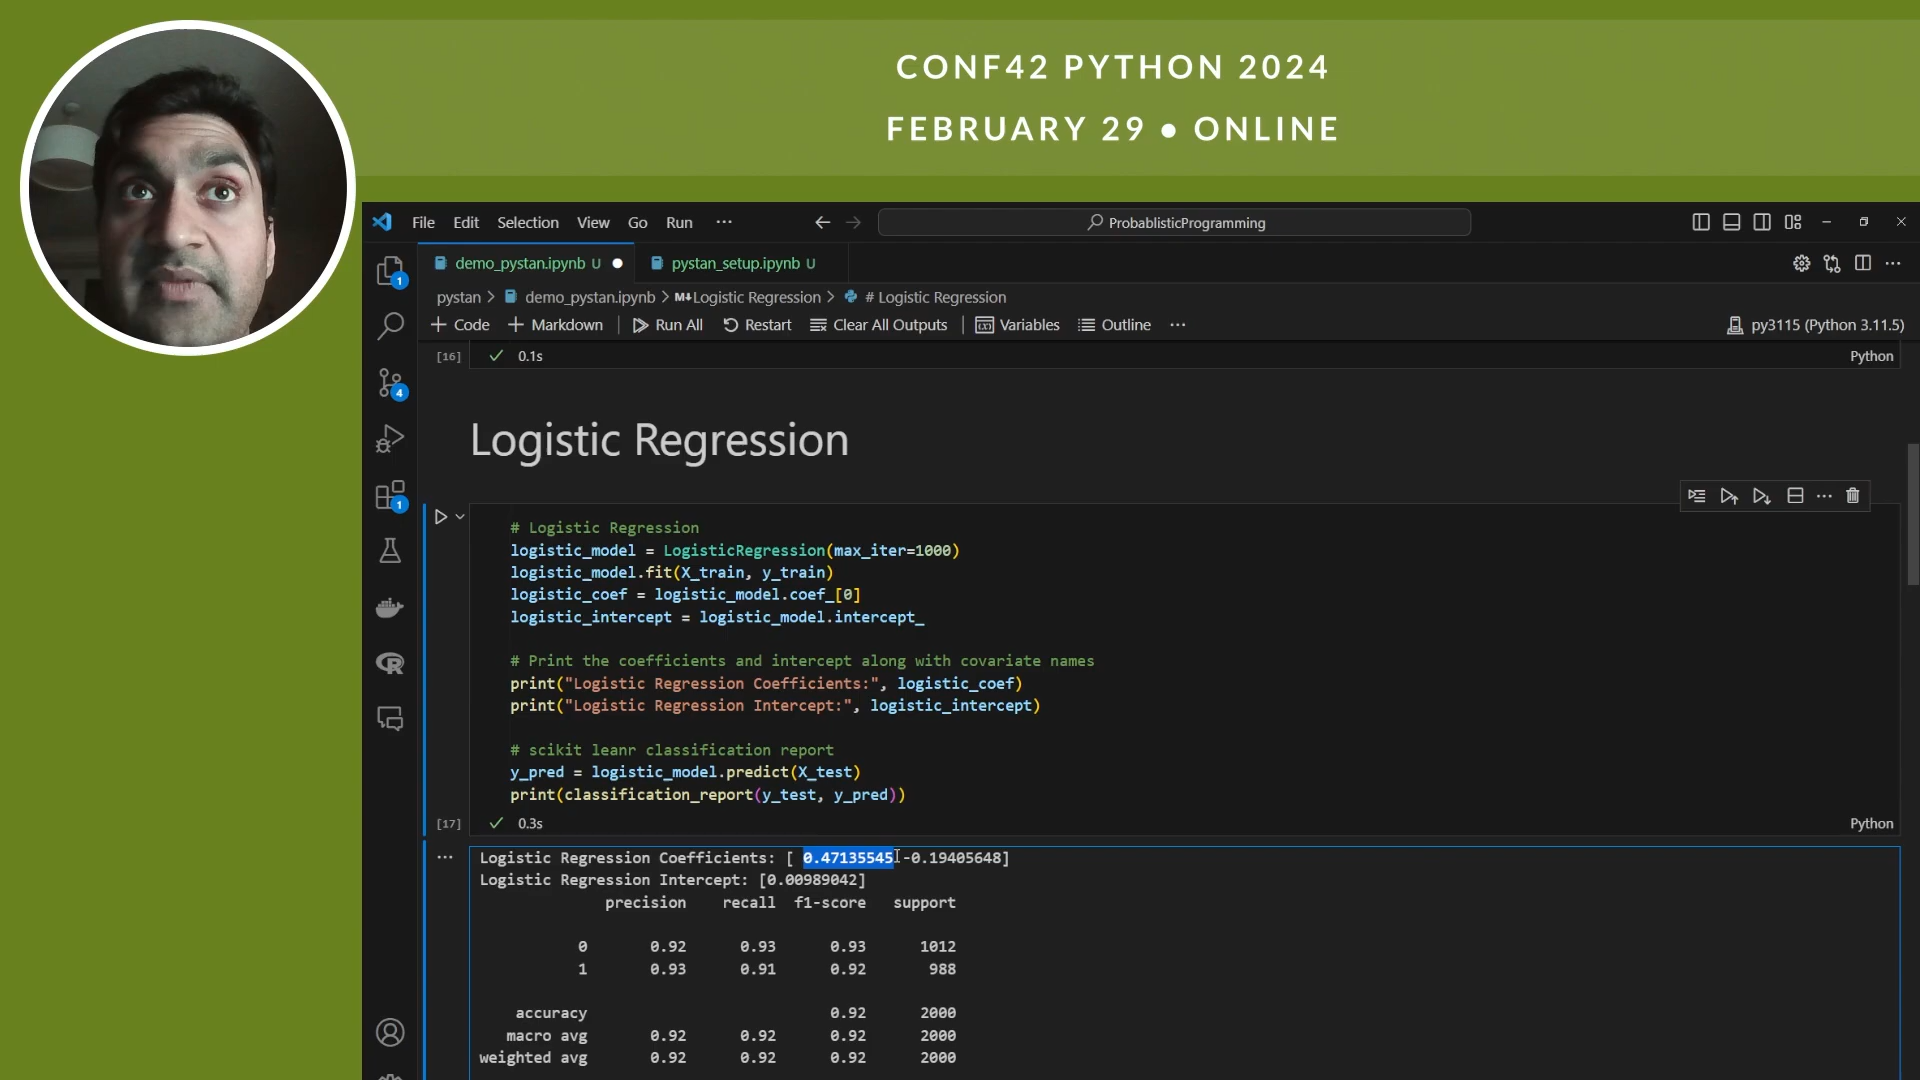 CONF42 PYTHON 2024
FEBRUARY 29 • ONLINE
File Edit Selection View Go Run ··· ProbablisticProgramming
demo_pystan.ipynb U pystan_setup.ipynb U
pystan > demo_pystan.ipynb > M↓Logistic Regression > # Logistic Regression
+ Code + Markdown Run All Restart Clear All Outputs Variables Outline ··· py3115 (Python 3.11.5)
[16] ✓ 0.1s Python
Logistic Regression
# Logistic Regression
logistic_model = LogisticRegression(max_iter=1000)
logistic_model.fit(X_train, y_train)
logistic_coef = logistic_model.coef_[0]
logistic_intercept = logistic_model.intercept_
# Print the coefficients and intercept along with covariate names
print("Logistic Regression Coefficients:", logistic_coef)
print("Logistic Regression Intercept:", logistic_intercept)
# scikit leanr classification report
y_pred = logistic_model.predict(X_test)
print(classification_report(y_test, y_pred))
[17] ✓ 0.3s Python
Logistic Regression Coefficients: [ 0.47135545 -0.19405648]
Logistic Regression Intercept: [0.00989042]
precision recall f1-score support
0 0.92 0.93 0.93 1012
1 0.93 0.91 0.92 988
accuracy 0.92 2000
macro avg 0.92 0.92 0.92 2000
weighted avg 0.92 0.92 0.92 2000
1
4
1